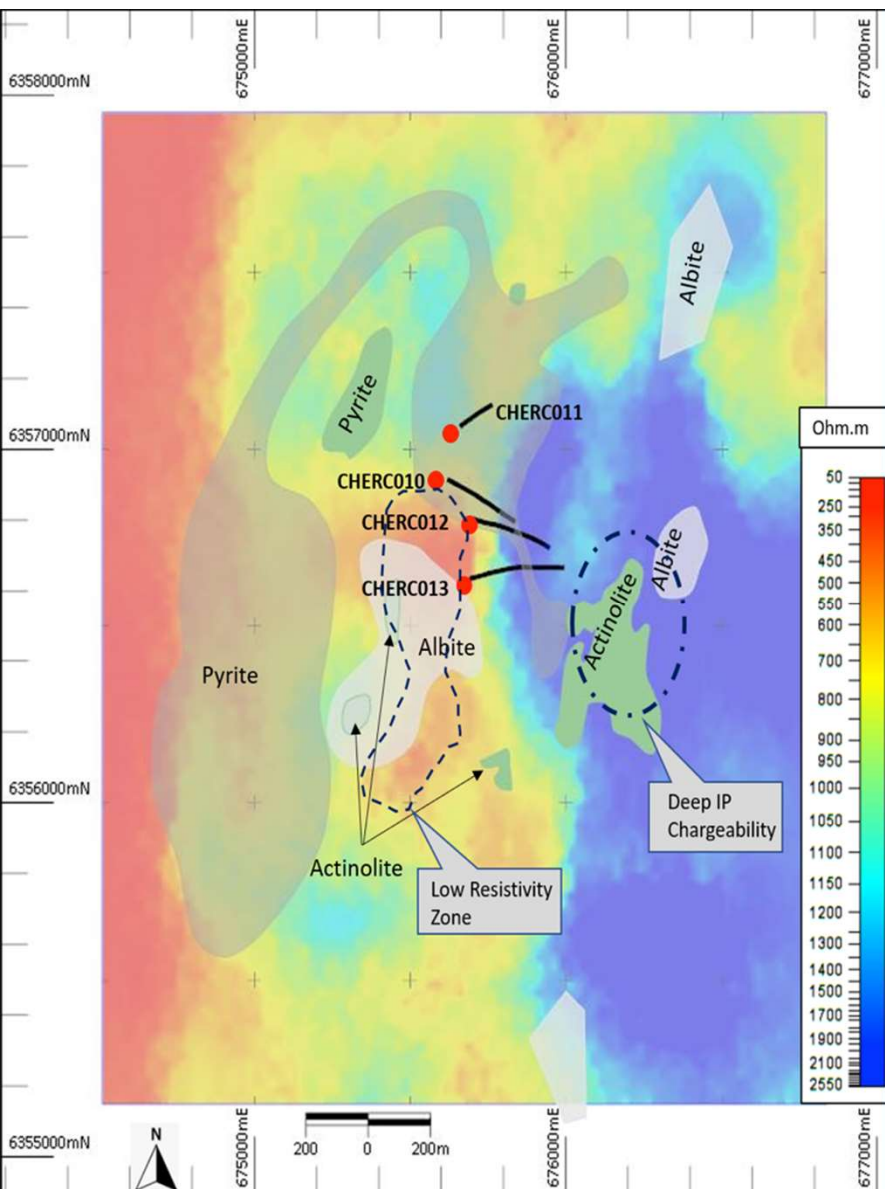 675000mE
676000mE
677000mE
6358000mN
Albite
Pyrite
CHERC011
6357000mN
Ohm.m
CHERC010
50
250
350
450
500
550
600
700
800
900
950
1000
1050
1100
1150
1200
1300
1400
1500
1700
1900
2100
2550
CHERC012
Albite
CHERC013
Actinolite
Albite
Pyrite
6356000mN
Deep IP
Chargeability
Actinolite
Low Resistivity
Zone
6355000mN
N
200 0 200m
675000mE
676000mE
677000mE